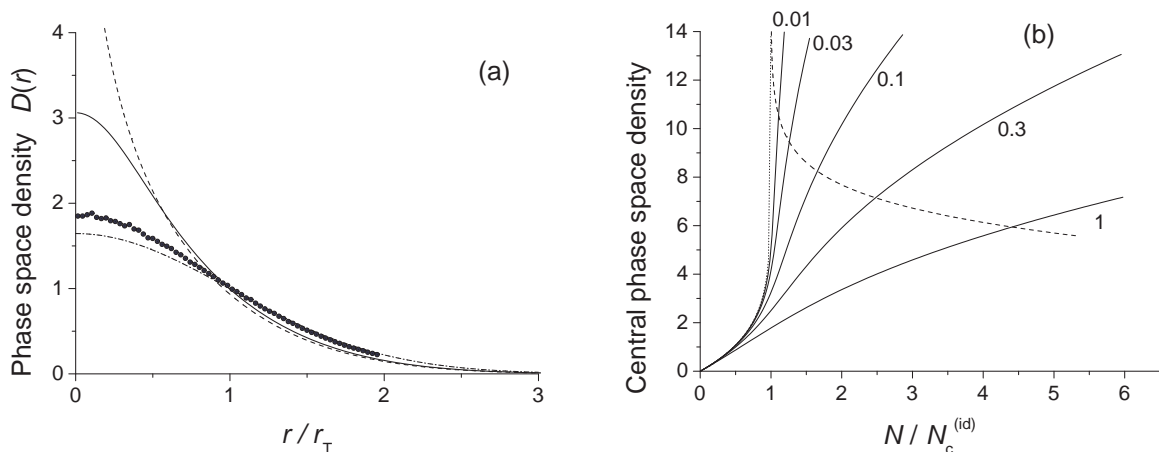 (a)
Phase space density D(r)
4
3
2
1
0
0 1 2 3
r / r_T
(b)
Central phase space density
14
12
10
8
6
4
2
0
0.01
0.03
0.1
0.3
1
0 1 2 3 4 5 6
N / N_c^(id)